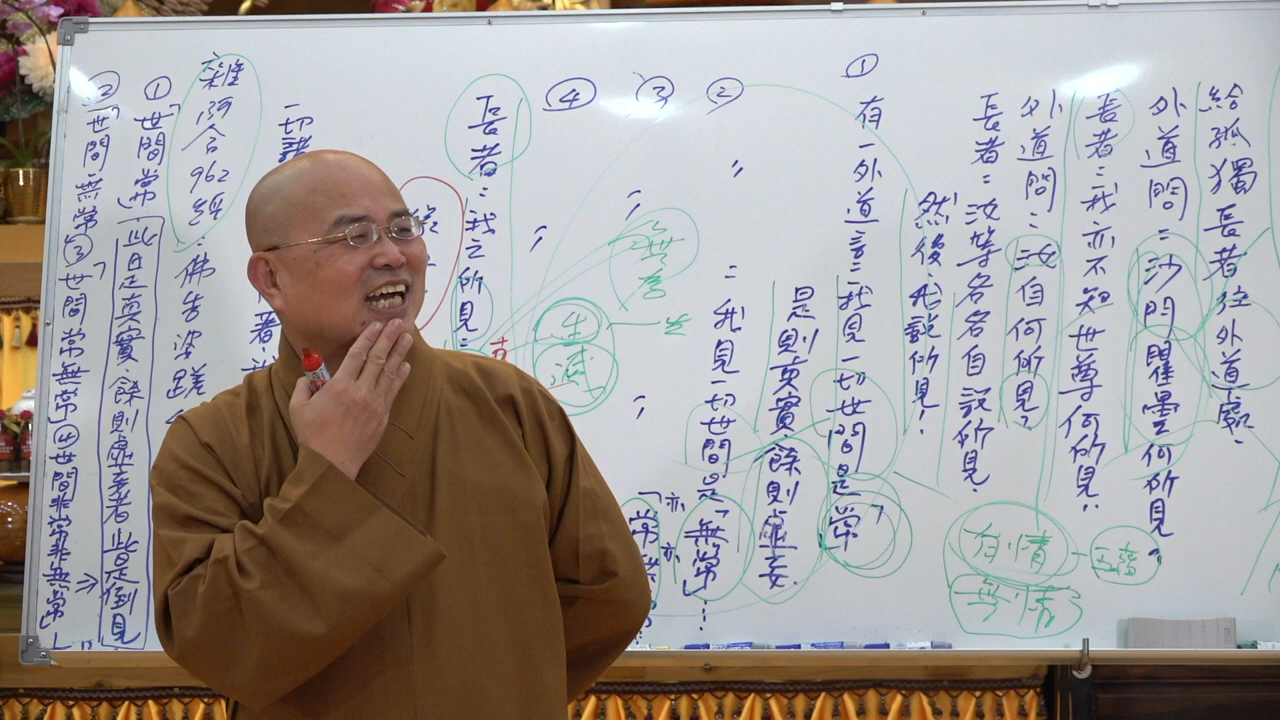 給孤獨長者往外道處.
外道問:沙門瞿曇何所見?
長者:我亦不知世尊何所見!
外道問:汝自何所見?
長者:汝等各各自說所見.
然後我說所見!
① 有一外道言:我見一切世間是「常
是則真實.餘則虛妄.
② 〃 :我見一切世間是「無常」…
③ 〃
亦
亦
④ 〃
長者:我之所見:
一切諸
雜阿含962經:佛告婆蹉
①「世間常」此是真實.餘則虛妄者皆是倒見
②「世間無常③「世間常無常」④世間非常非無常」
無
言
生
滅
有情
無情
五陰